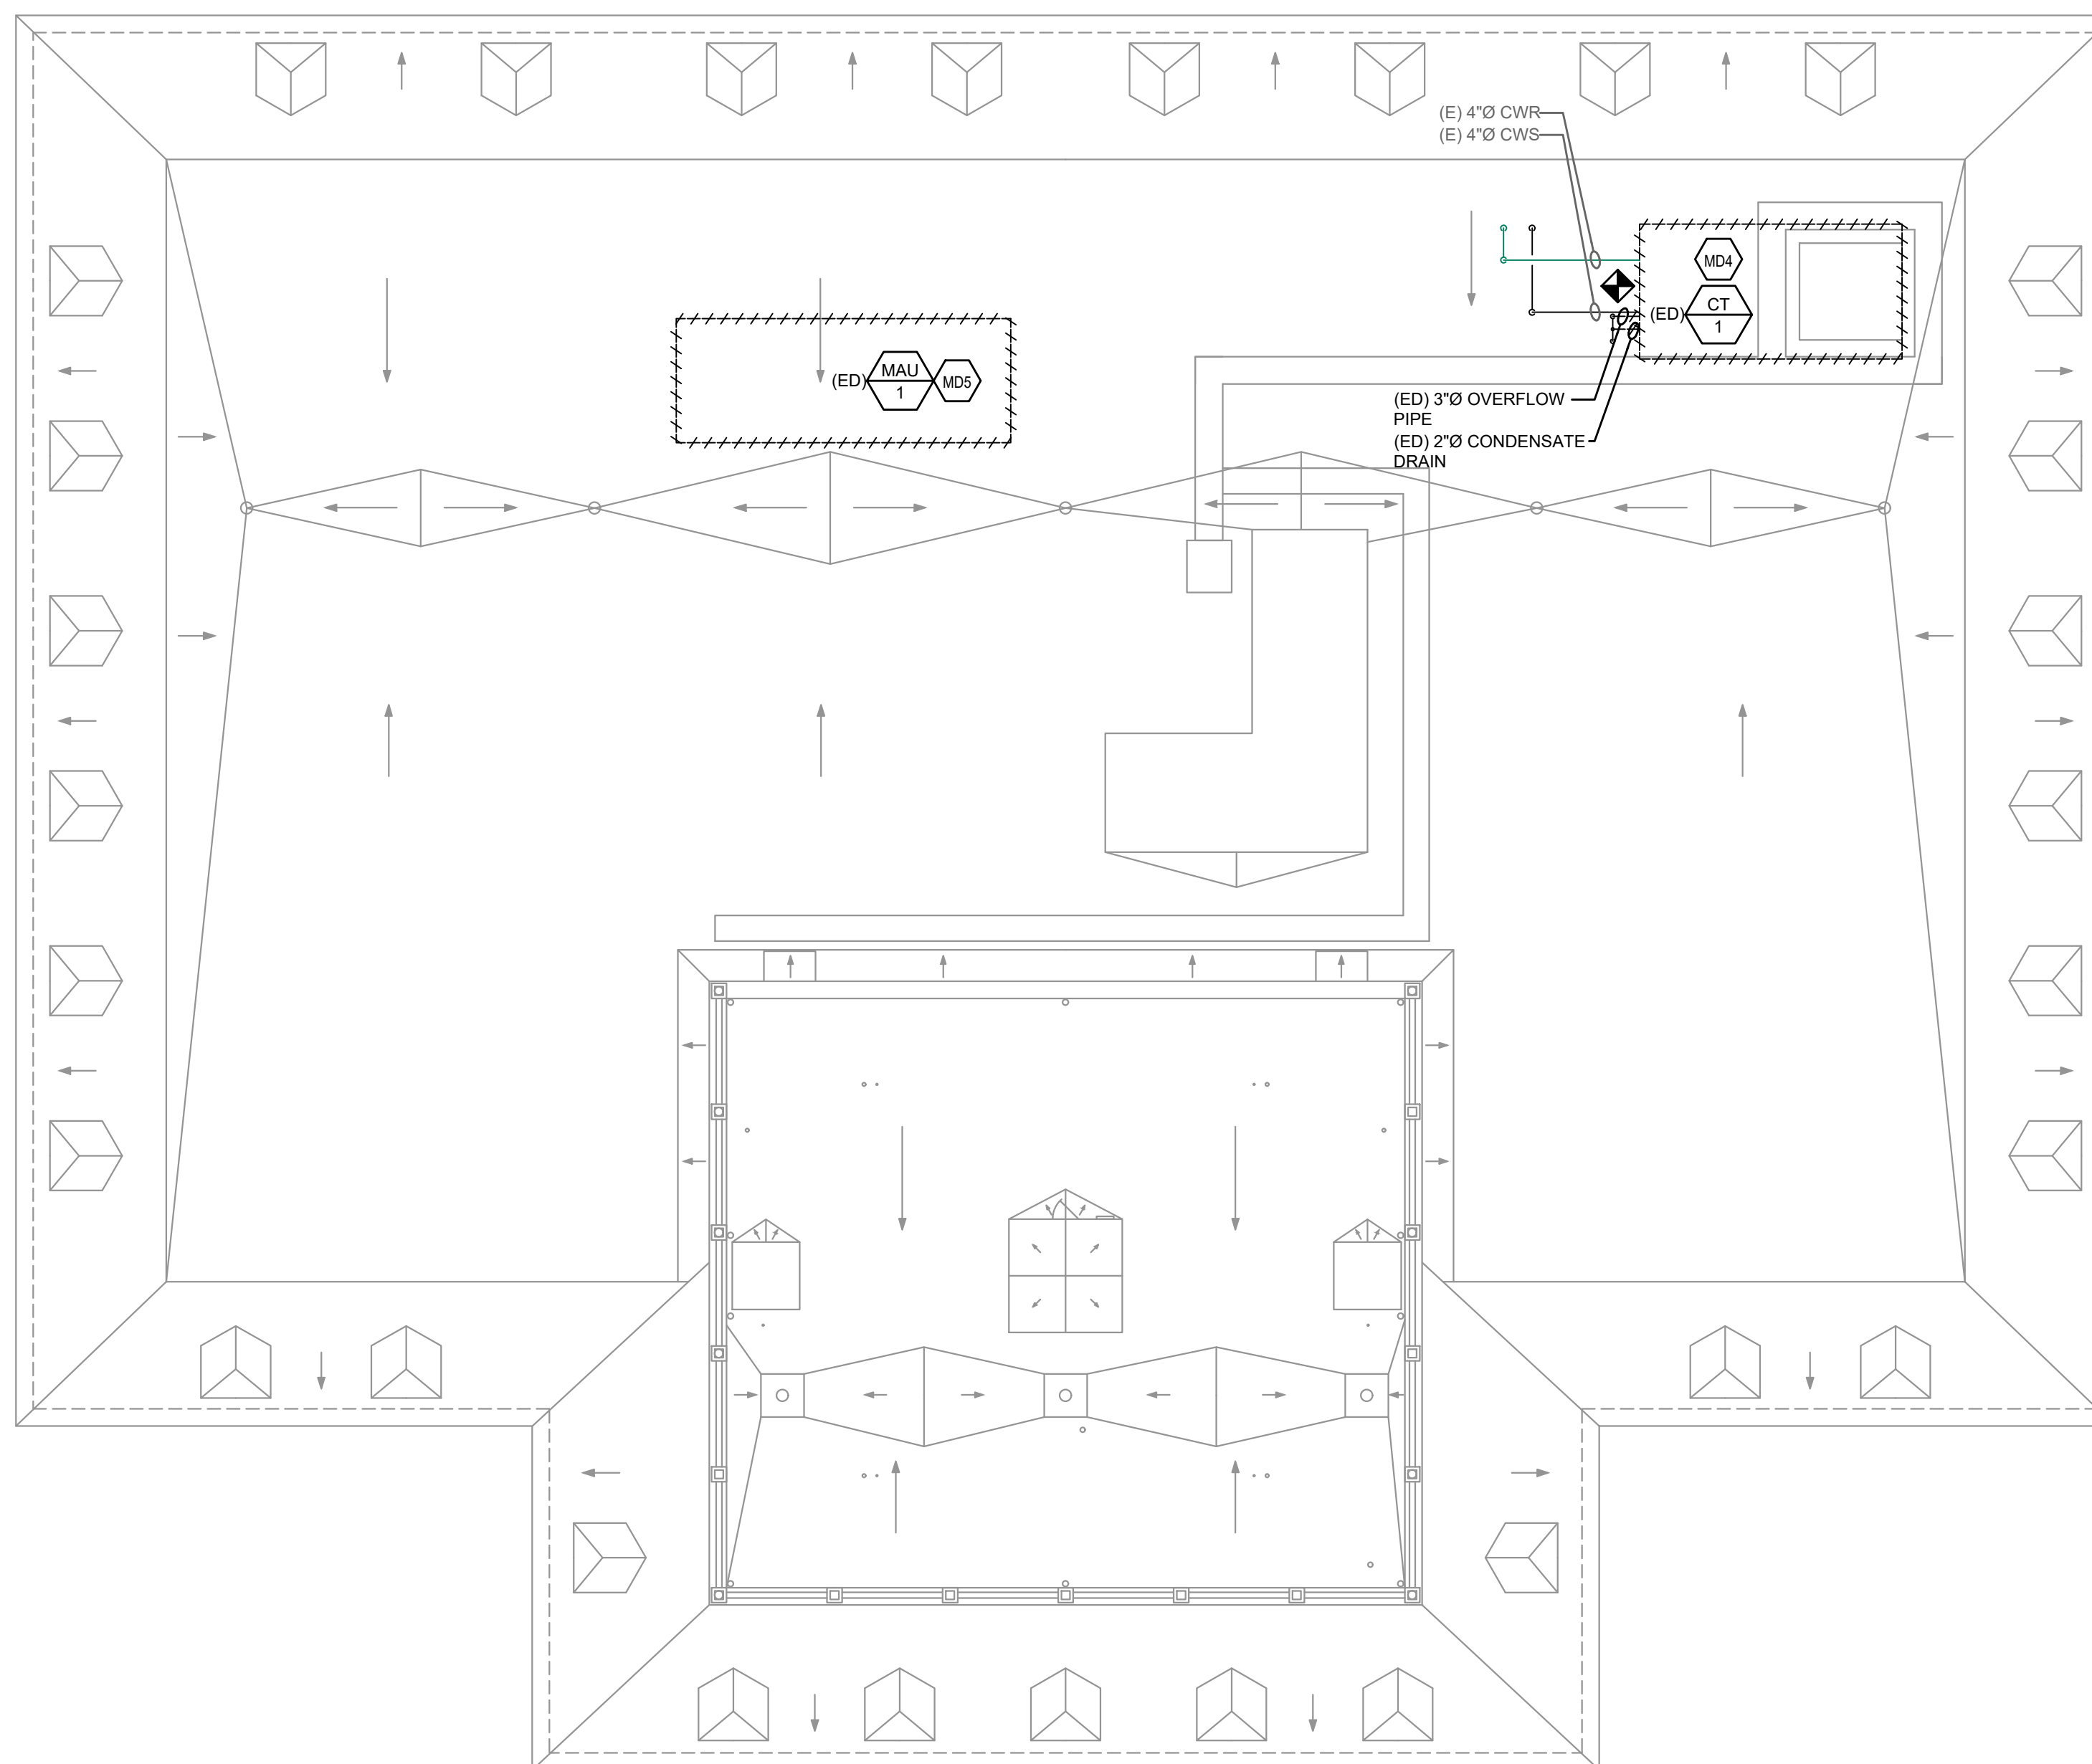 (E) 4"Ø CWR
(E) 4"Ø CWS
MD4
(ED) CT
1
(ED) MAU
1
MD5
(ED) 3"Ø OVERFLOW
PIPE
(ED) 2"Ø CONDENSATE
DRAIN